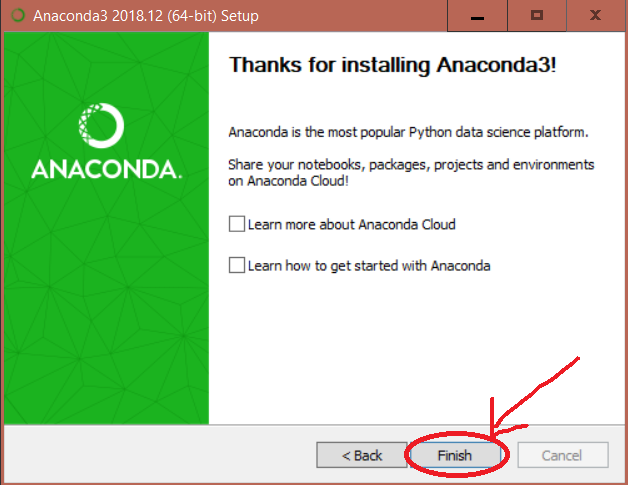 Anaconda3 2018.12 (64-bit) Setup
Thanks for installing Anaconda3!
ANACONDA.
Anaconda is the most popular Python data science platform.
Share your notebooks, packages, projects and environments
on Anaconda Cloud!
Learn more about Anaconda Cloud
Learn how to get started with Anaconda
< Back
Finish
Cancel